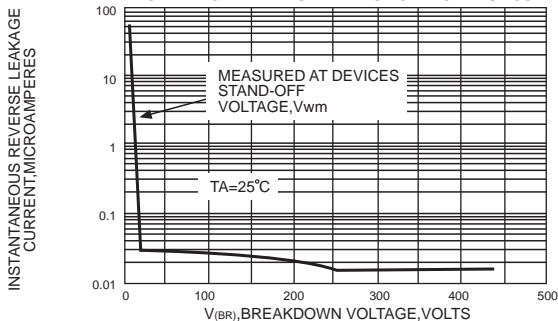 INSTANTANEOUS REVERSE LEAKAGE
CURRENT,MICROAMPERES
100
10
1
0.1
0.01
MEASURED AT DEVICES
STAND-OFF
VOLTAGE,Vwm
TA=25°C
0 100 200 300 400 500
V(BR),BREAKDOWN VOLTAGE,VOLTS